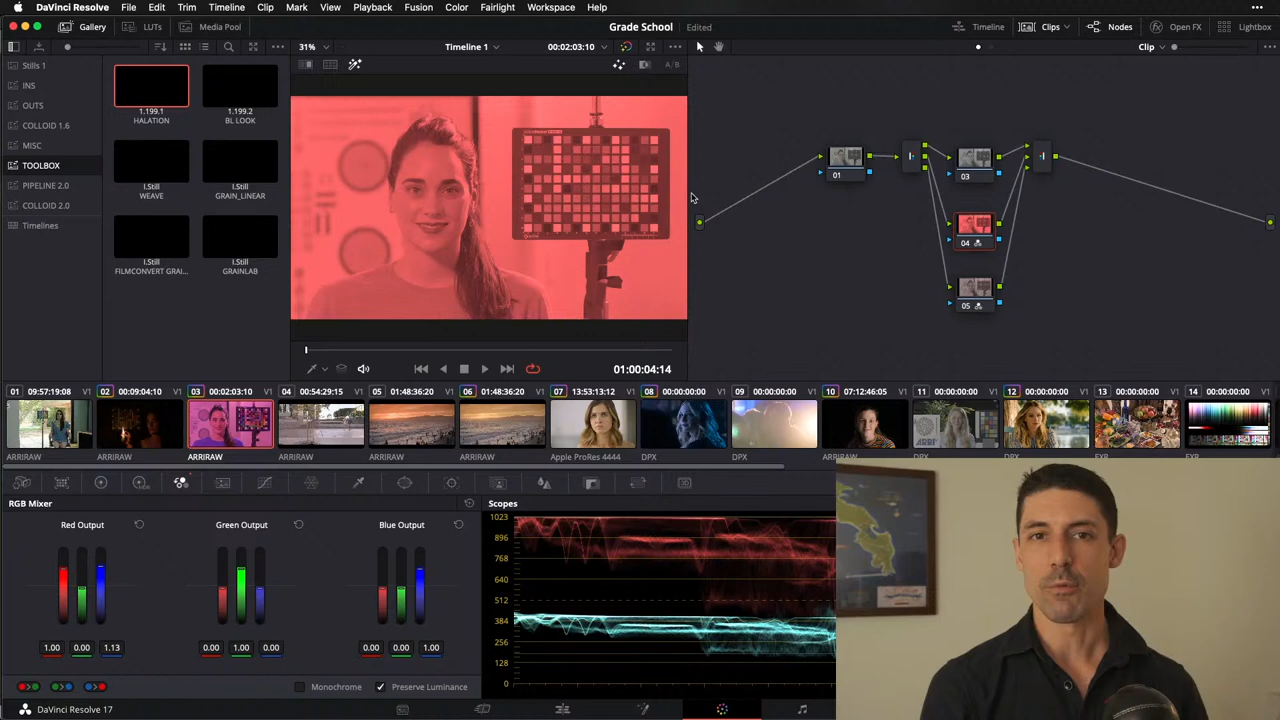 DaVinci Resolve File Edit Trim Timeline Clip Mark View Playback Fusion Color Fairlight Workspace Help
Gallery LUTs Media Pool Grade School Edited Timeline Clips Nodes Open FX Lightbox
31% Timeline 1 00:02:03:10 Clip
A/B
Stills 1
INS
OUTS
COLLOID 1.6
MISC
TOOLBOX
PIPELINE 2.0
COLLOID 2.0
Timelines
1.199.1
HALATION
1.199.2
BL LOOK
I.Still
WEAVE
I.Still
GRAIN_LINEAR
I.Still
FILMCONVERT GRAI...
I.Still
GRAINLAB
01
03
04
05
01:00:04:14
01 09:57:19:08 V1 02 00:09:04:10 V1 03 00:02:03:10 V1 04 00:54:29:15 V1 05 01:48:36:20 V1 06 01:48:36:20 V1 07 13:53:13:12 V1 08 00:00:00:00 V1 09 00:00:00:00 V1 10 07:12:46:05 V1 11 00:00:00:00 V1 12 00:00:00:00 V1 13 00:00:00:00 V1 14 00:00:00:00 V1
ARRIRAW ARRIRAW ARRIRAW ARRIRAW ARRIRAW ARRIRAW Apple ProRes 4444 DPX DPX
RGB Mixer
Red Output Green Output Blue Output
1.00 0.00 1.13 0.00 1.00 0.00 0.00 0.00 1.00
Monochrome Preserve Luminance
Scopes
1023
896
768
640
512
384
256
128
0
DaVinci Resolve 17